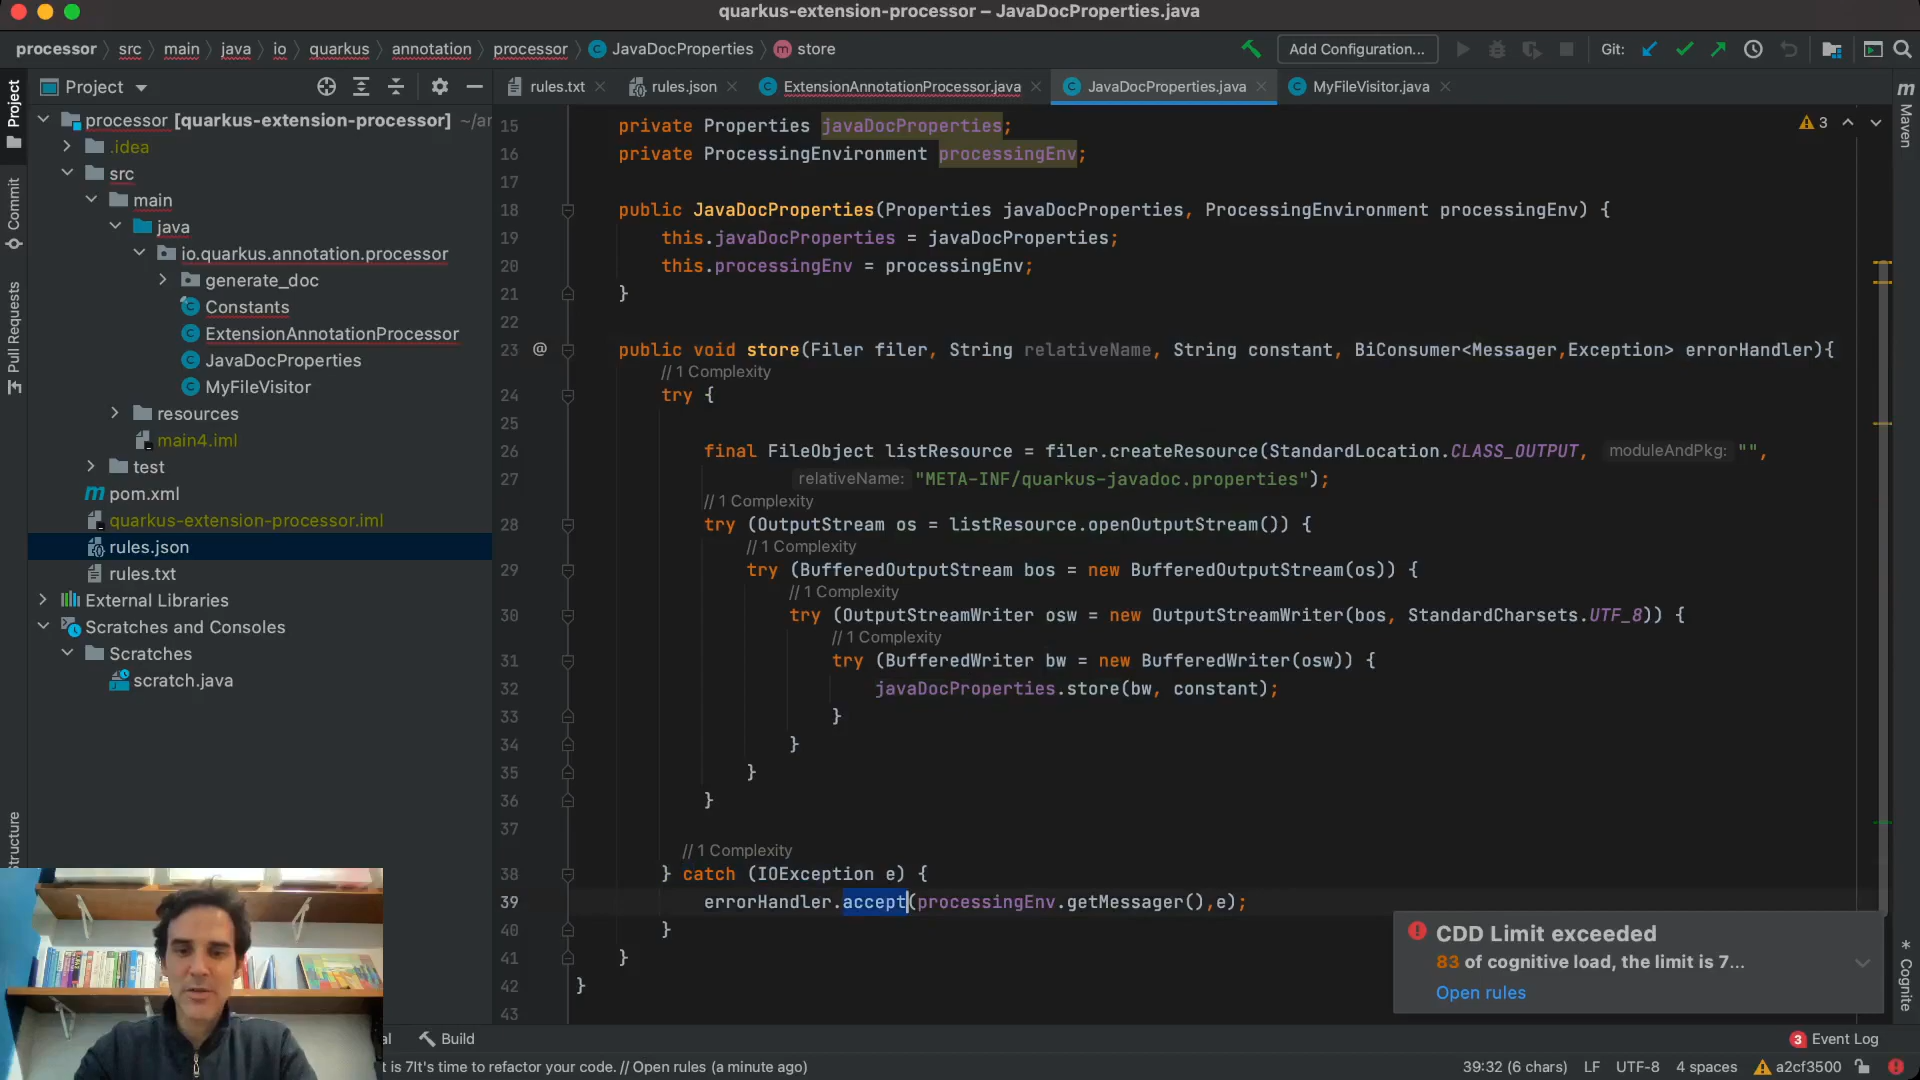 quarkus-extension-processor – JavaDocProperties.java
processor src main java io quarkus annotation processor JavaDocProperties store
Add Configuration... Git:
Project
rules.txt rules.json ExtensionAnnotationProcessor.java JavaDocProperties.java MyFileVisitor.java
Project
Commit
Pull Requests
processor [quarkus-extension-processor]
.idea
src
main
java
io.quarkus.annotation.processor
generate_doc
Constants
ExtensionAnnotationProcessor
JavaDocProperties
MyFileVisitor
resources
main4.iml
test
pom.xml
quarkus-extension-processor.iml
rules.json
rules.txt
External Libraries
Scratches and Consoles
Scratches
scratch.java
15 private Properties javaDocProperties;
16 private ProcessingEnvironment processingEnv;
17
18 public JavaDocProperties(Properties javaDocProperties, ProcessingEnvironment processingEnv) {
19 this.javaDocProperties = javaDocProperties;
20 this.processingEnv = processingEnv;
21 }
22
23 @ public void store(Filer filer, String relativeName, String constant, BiConsumer<Messager,Exception> errorHandler){
// 1 Complexity
24 try {
25
26 final FileObject listResource = filer.createResource(StandardLocation.CLASS_OUTPUT, moduleAndPkg: "",
27 relativeName: "META-INF/quarkus-javadoc.properties");
// 1 Complexity
28 try (OutputStream os = listResource.openOutputStream()) {
// 1 Complexity
29 try (BufferedOutputStream bos = new BufferedOutputStream(os)) {
// 1 Complexity
30 try (OutputStreamWriter osw = new OutputStreamWriter(bos, StandardCharsets.UTF_8)) {
// 1 Complexity
31 try (BufferedWriter bw = new BufferedWriter(osw)) {
32 javaDocProperties.store(bw, constant);
33 }
34 }
35 }
36 }
37
// 1 Complexity
38 } catch (IOException e) {
39 errorHandler.accept(processingEnv.getMessager(),e);
40 }
41 }
42 }
43
3
Maven
Cognite
CDD Limit exceeded
83 of cognitive load, the limit is 7...
Open rules
Build
3 Event Log
t is 7It's time to refactor your code. // Open rules (a minute ago)
39:32 (6 chars) LF UTF-8 4 spaces a2cf3500